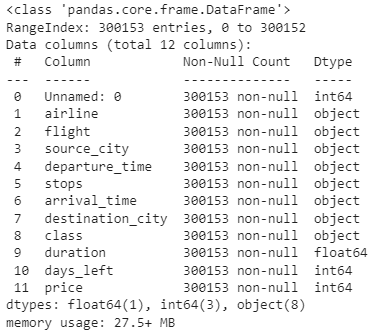 <class 'pandas.core.frame.DataFrame'>
RangeIndex: 300153 entries, 0 to 300152
Data columns (total 12 columns):
 #   Column            Non-Null Count   Dtype
---  ------            --------------   -----
 0   Unnamed: 0        300153 non-null  int64
 1   airline           300153 non-null  object
 2   flight            300153 non-null  object
 3   source_city       300153 non-null  object
 4   departure_time    300153 non-null  object
 5   stops             300153 non-null  object
 6   arrival_time      300153 non-null  object
 7   destination_city  300153 non-null  object
 8   class             300153 non-null  object
 9   duration          300153 non-null  float64
 10  days_left         300153 non-null  int64
 11  price             300153 non-null  int64
dtypes: float64(1), int64(3), object(8)
memory usage: 27.5+ MB